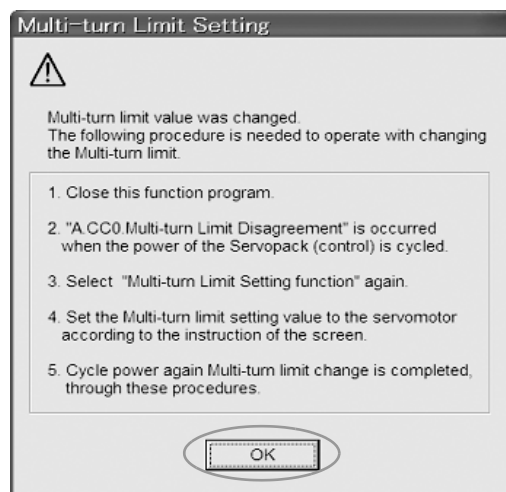 Multi-turn Limit Setting
Multi-turn limit value was changed.
The following procedure is needed to operate with changing
the Multi-turn limit.
1. Close this function program.
2. "A.CC0.Multi-turn Limit Disagreement" is occurred
when the power of the Servopack (control) is cycled.
3. Select "Multi-turn Limit Setting function" again.
4. Set the Multi-turn limit setting value to the servomotor
according to the instruction of the screen.
5. Cycle power again Multi-turn limit change is completed,
through these procedures.
OK